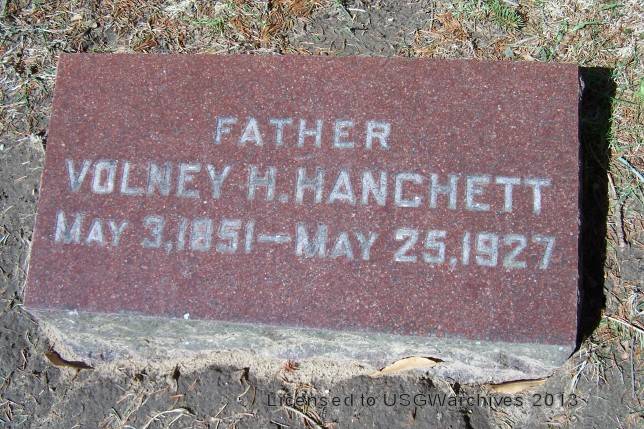 FATHER
VOLNEY H. HANCHETT
MAY 3, 1851 — MAY 25, 1927
Licensed to USGWarchives 2013